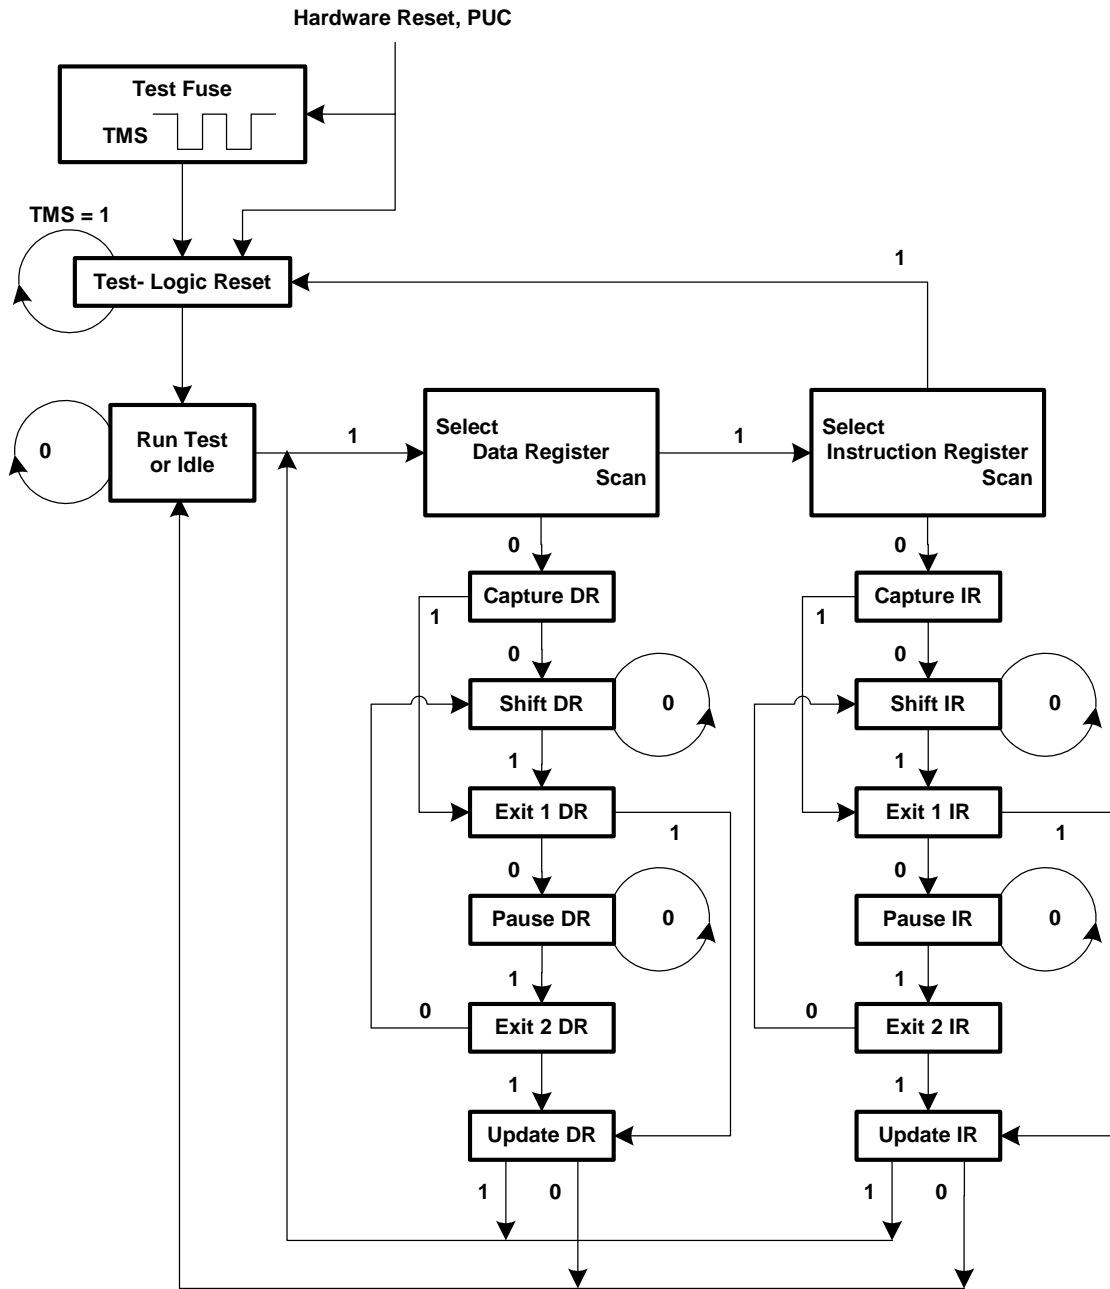 Hardware Reset, PUC
Test Fuse
TMS
TMS = 1
Test- Logic Reset
1
0
Run Test
or Idle
1
Select
Data Register
Scan
1
Select
Instruction Register
Scan
0
0
Capture DR
1
Capture IR
1
0
0
Shift DR
0
Shift IR
0
1
1
Exit 1 DR
1
Exit 1 IR
1
0
0
Pause DR
0
Pause IR
0
1
1
0
Exit 2 DR
0
Exit 2 IR
1
1
Update DR
Update IR
1
0
1
0